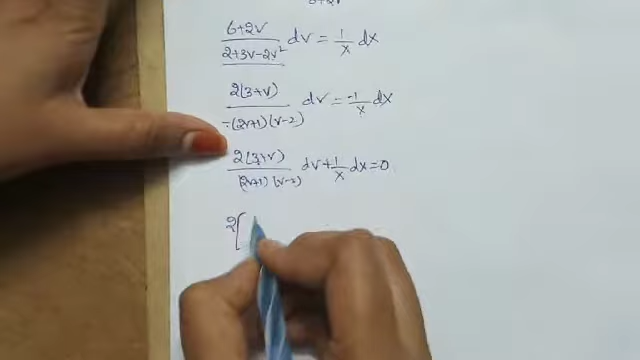 6+2v
2+3v-2v² dv = 1/x dx
2(3+v)
-(2v+1)(v-2) dv = -1/x dx
2(3+v)
(2v+1)(v-2) dv + 1/x dx = 0
2[